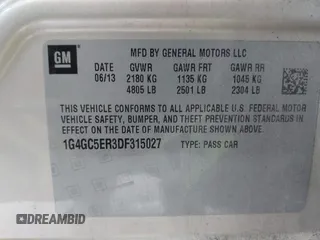 GM
MFD BY GENERAL MOTORS LLC
DATE GVWR GAWR FRT GAWR RR
06/13 2180 KG 1135 KG 1045 KG
4805 LB 2501 LB 2304 LB
THIS VEHICLE CONFORMS TO ALL APPLICABLE U.S. FEDERAL MOTOR
VEHICLE SAFETY, BUMPER, AND THEFT PREVENTION STANDARDS
IN EFFECT ON THE DATE OF MANUFACTURE SHOWN ABOVE.
1G4GC5ER3DF315027 TYPE: PASS CAR
DREAMBID